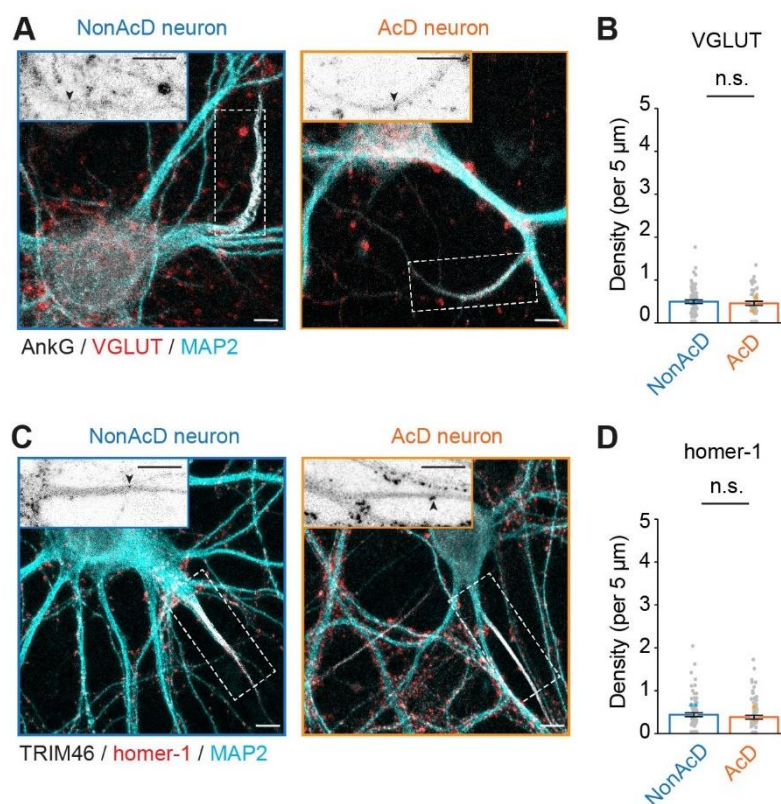 A
NonAcD neuron
AcD neuron
AnkG / VGLUT / MAP2
B
VGLUT
n.s.
Density (per 5 µm)
5
4
3
2
1
0
NonAcD
AcD
C
NonAcD neuron
AcD neuron
TRIM46 / homer-1 / MAP2
D
homer-1
n.s.
Density (per 5 µm)
5
4
3
2
1
0
NonAcD
AcD